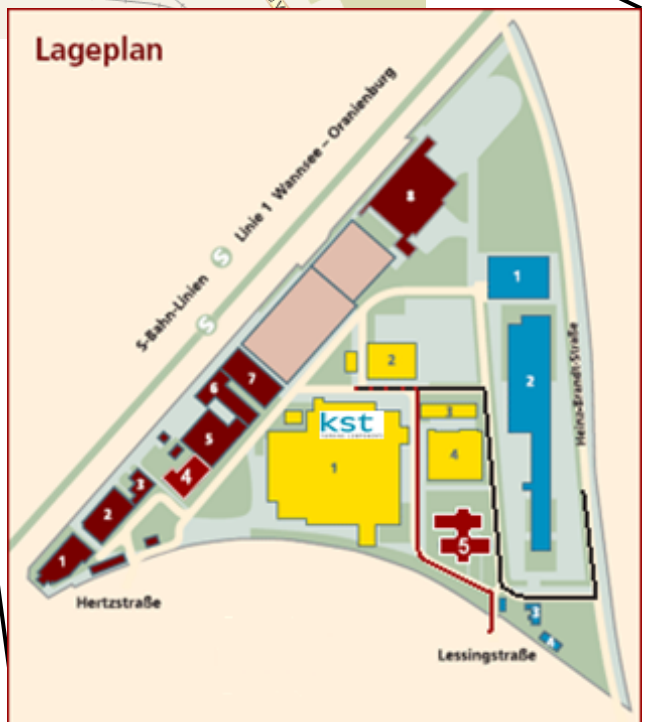 Lageplan
S-Bahn-Linien
Linie 1 Wannsee – Oranienburg
S
S
8
1
2
7
6
5
4
3
2
1
2
kst
1
4
5
3
Heinz-Brandt-Straße
Hertzstraße
Lessingstraße